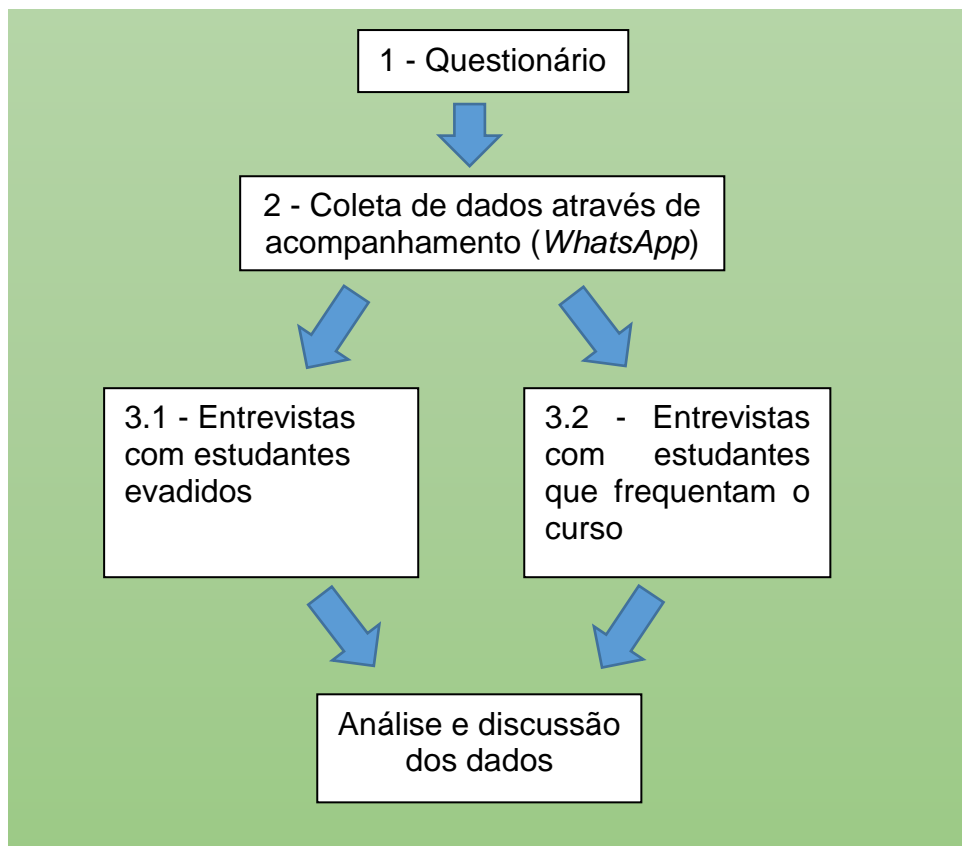 1 - Questionário
2 - Coleta de dados através de
acompanhamento (WhatsApp)
3.1 - Entrevistas
com estudantes
evadidos
3.2 - Entrevistas
com estudantes
que frequentam o
curso
Análise e discussão
dos dados